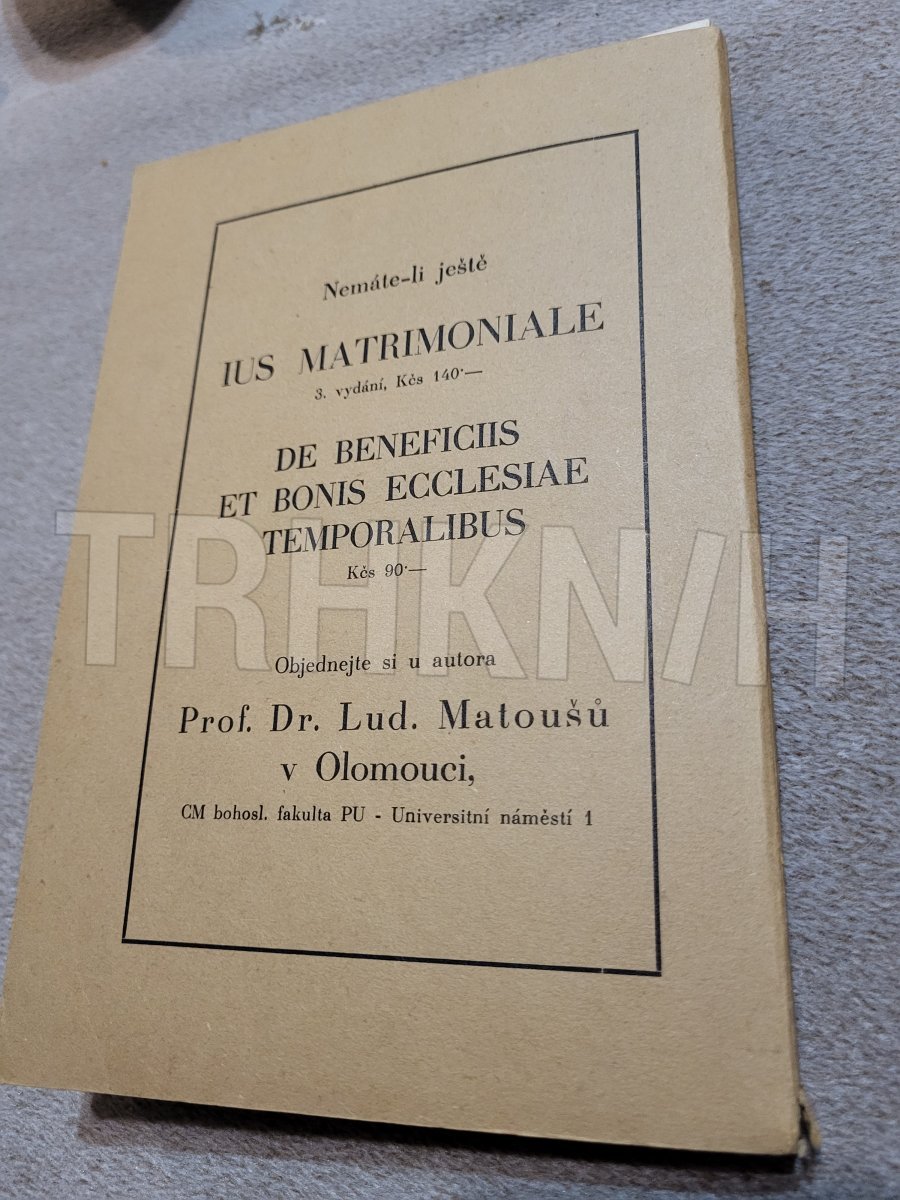 Nemáte-li ještě
IUS MATRIMONIALE
3. vydání, Kčs 140·—
DE BENEFICIIS
ET BONIS ECCLESIAE
TEMPORALIBUS
Kčs 90·—
TRHKNIH
Objednejte si u autora
Prof. Dr. Lud. Matoušů
v Olomouci,
CM bohosl. fakulta PU - Universitní náměstí 1